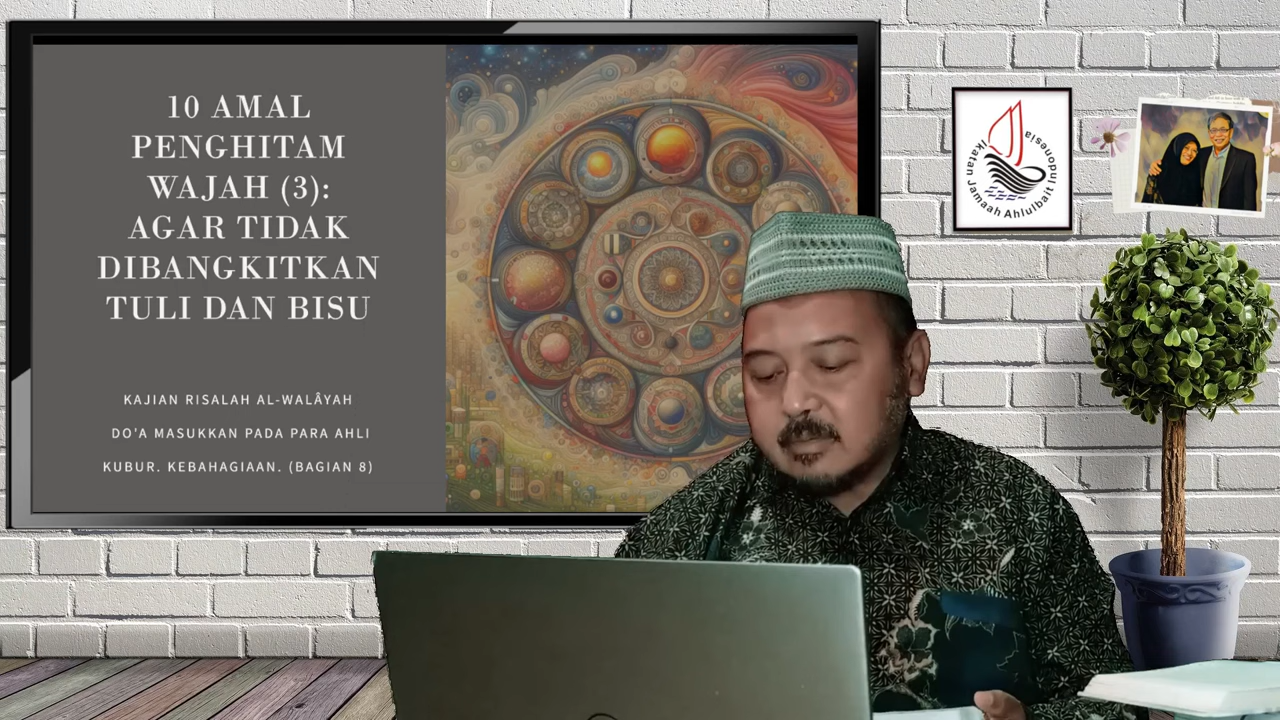 10 AMAL
PENGHITAM
WAJAH (3):
AGAR TIDAK
DIBANGKITKAN
TULI DAN BISU
KAJIAN RISALAH AL-WALÂYAH
DO'A MASUKKAN PADA PARA AHLI
KUBUR. KEBAHAGIAAN. (BAGIAN 8)
Ikatan Jamaah Ahlulbait Indonesia